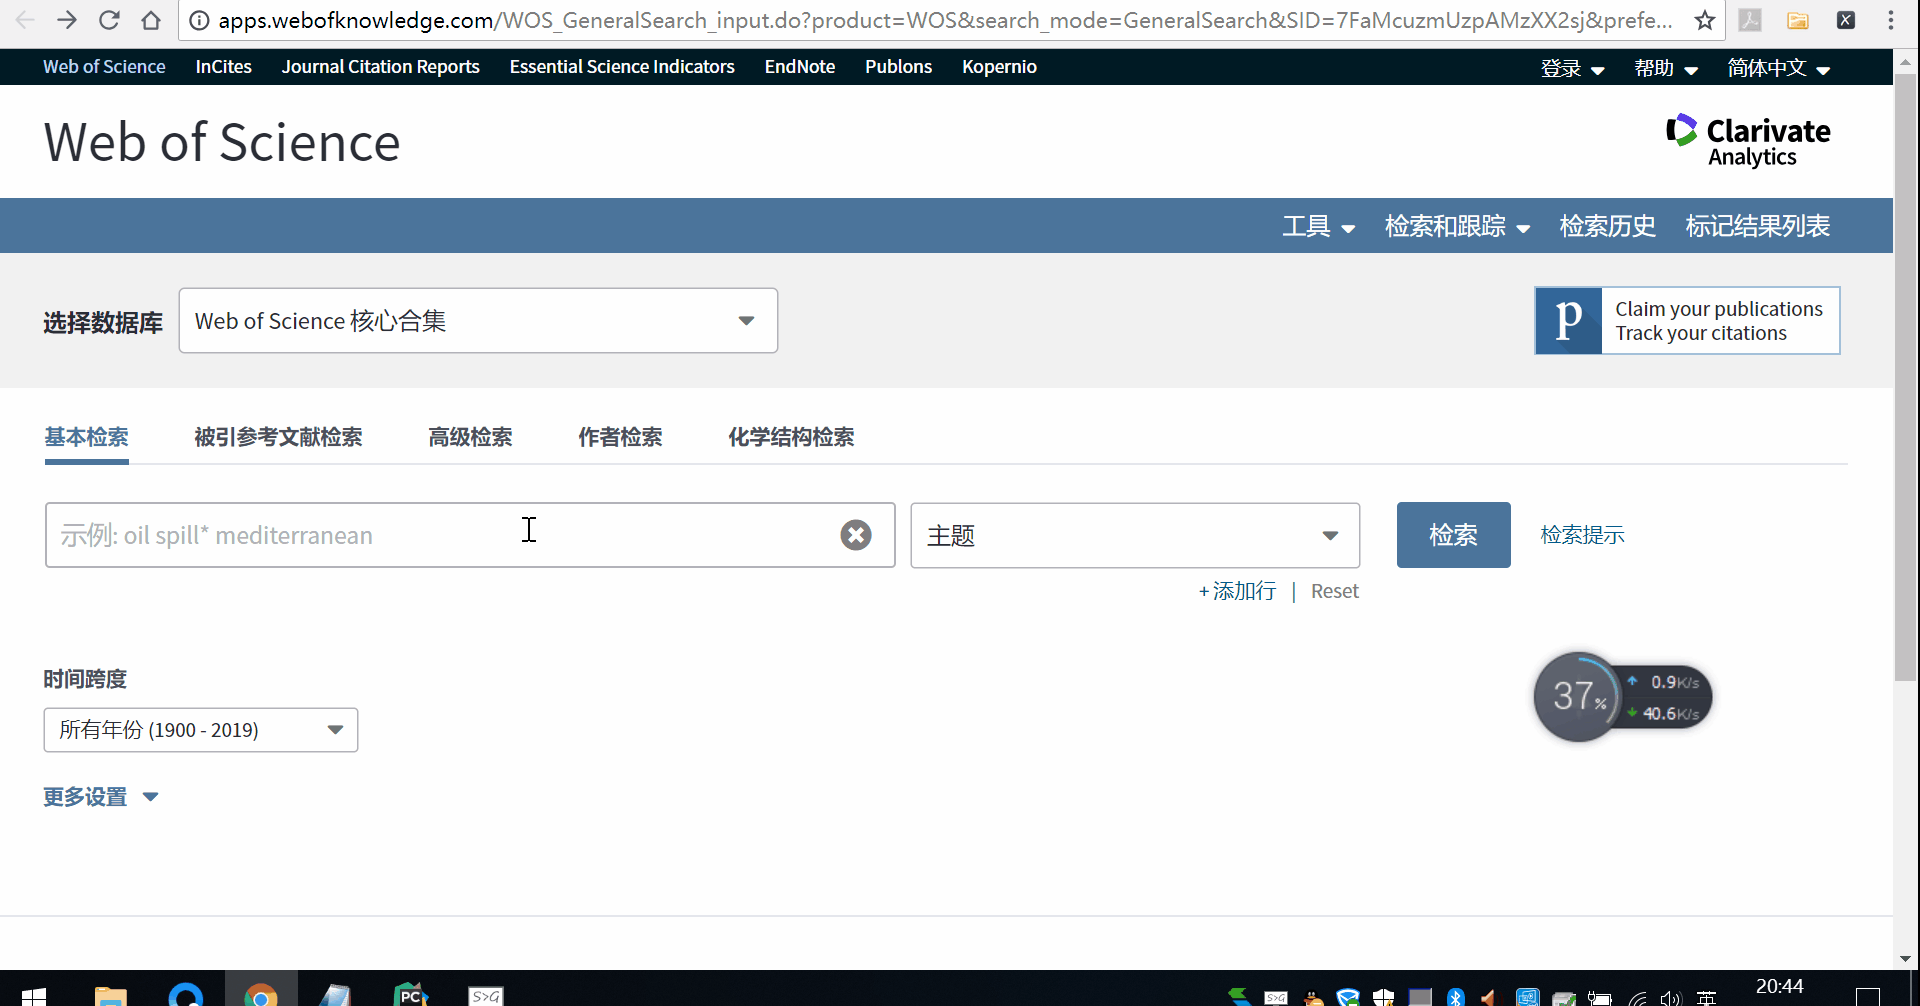 apps.webofknowledge.com/WOS_GeneralSearch_input.do?product=WOS&search_mode=GeneralSearch&SID=7FaMcuzmUzpAMzXX2sj&prefe...
Web of Science InCites Journal Citation Reports Essential Science Indicators EndNote Publons Kopernio 登录 帮助 简体中文
Web of Science
Clarivate
Analytics
工具 检索和跟踪 检索历史 标记结果列表
选择数据库 Web of Science 核心合集
p Claim your publications
Track your citations
基本检索 被引参考文献检索 高级检索 作者检索 化学结构检索
示例: oil spill* mediterranean 主题 检索 检索提示
+ 添加行 | Reset
时间跨度
37% 0.9K/s
40.6K/s
所有年份 (1900 - 2019)
更多设置
PC S>G S>G 英 20:44